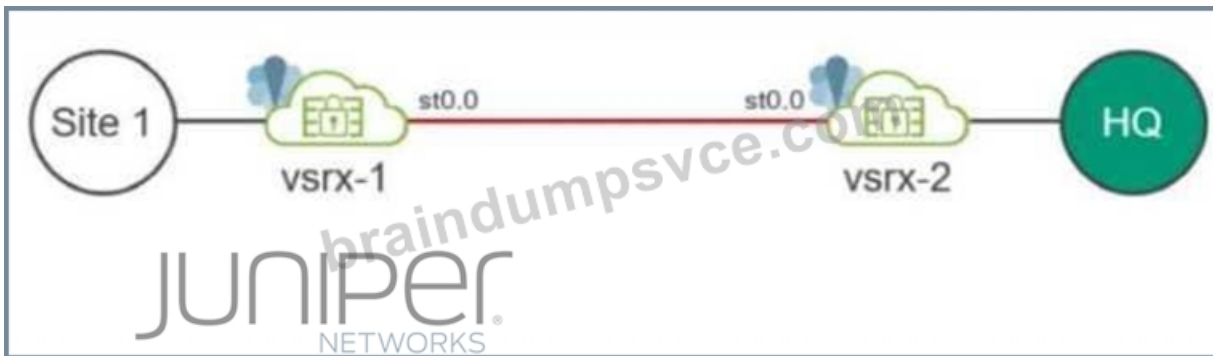 Site 1
st0.0
st0.0
HQ
vsrx-1
vsrx-2
braindumpsvce.com
JUNIPER
NETWORKS